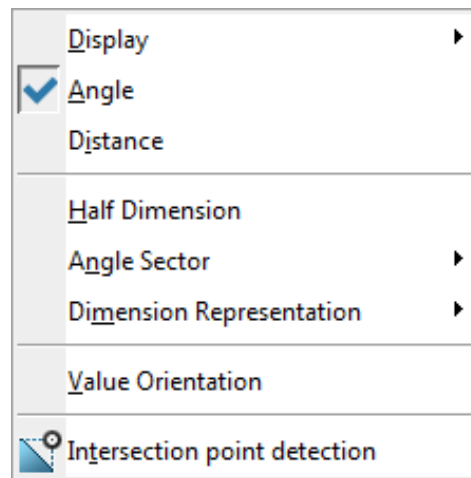 Display
Angle
Distance
Half Dimension
Angle Sector
Dimension Representation
Value Orientation
Intersection point detection